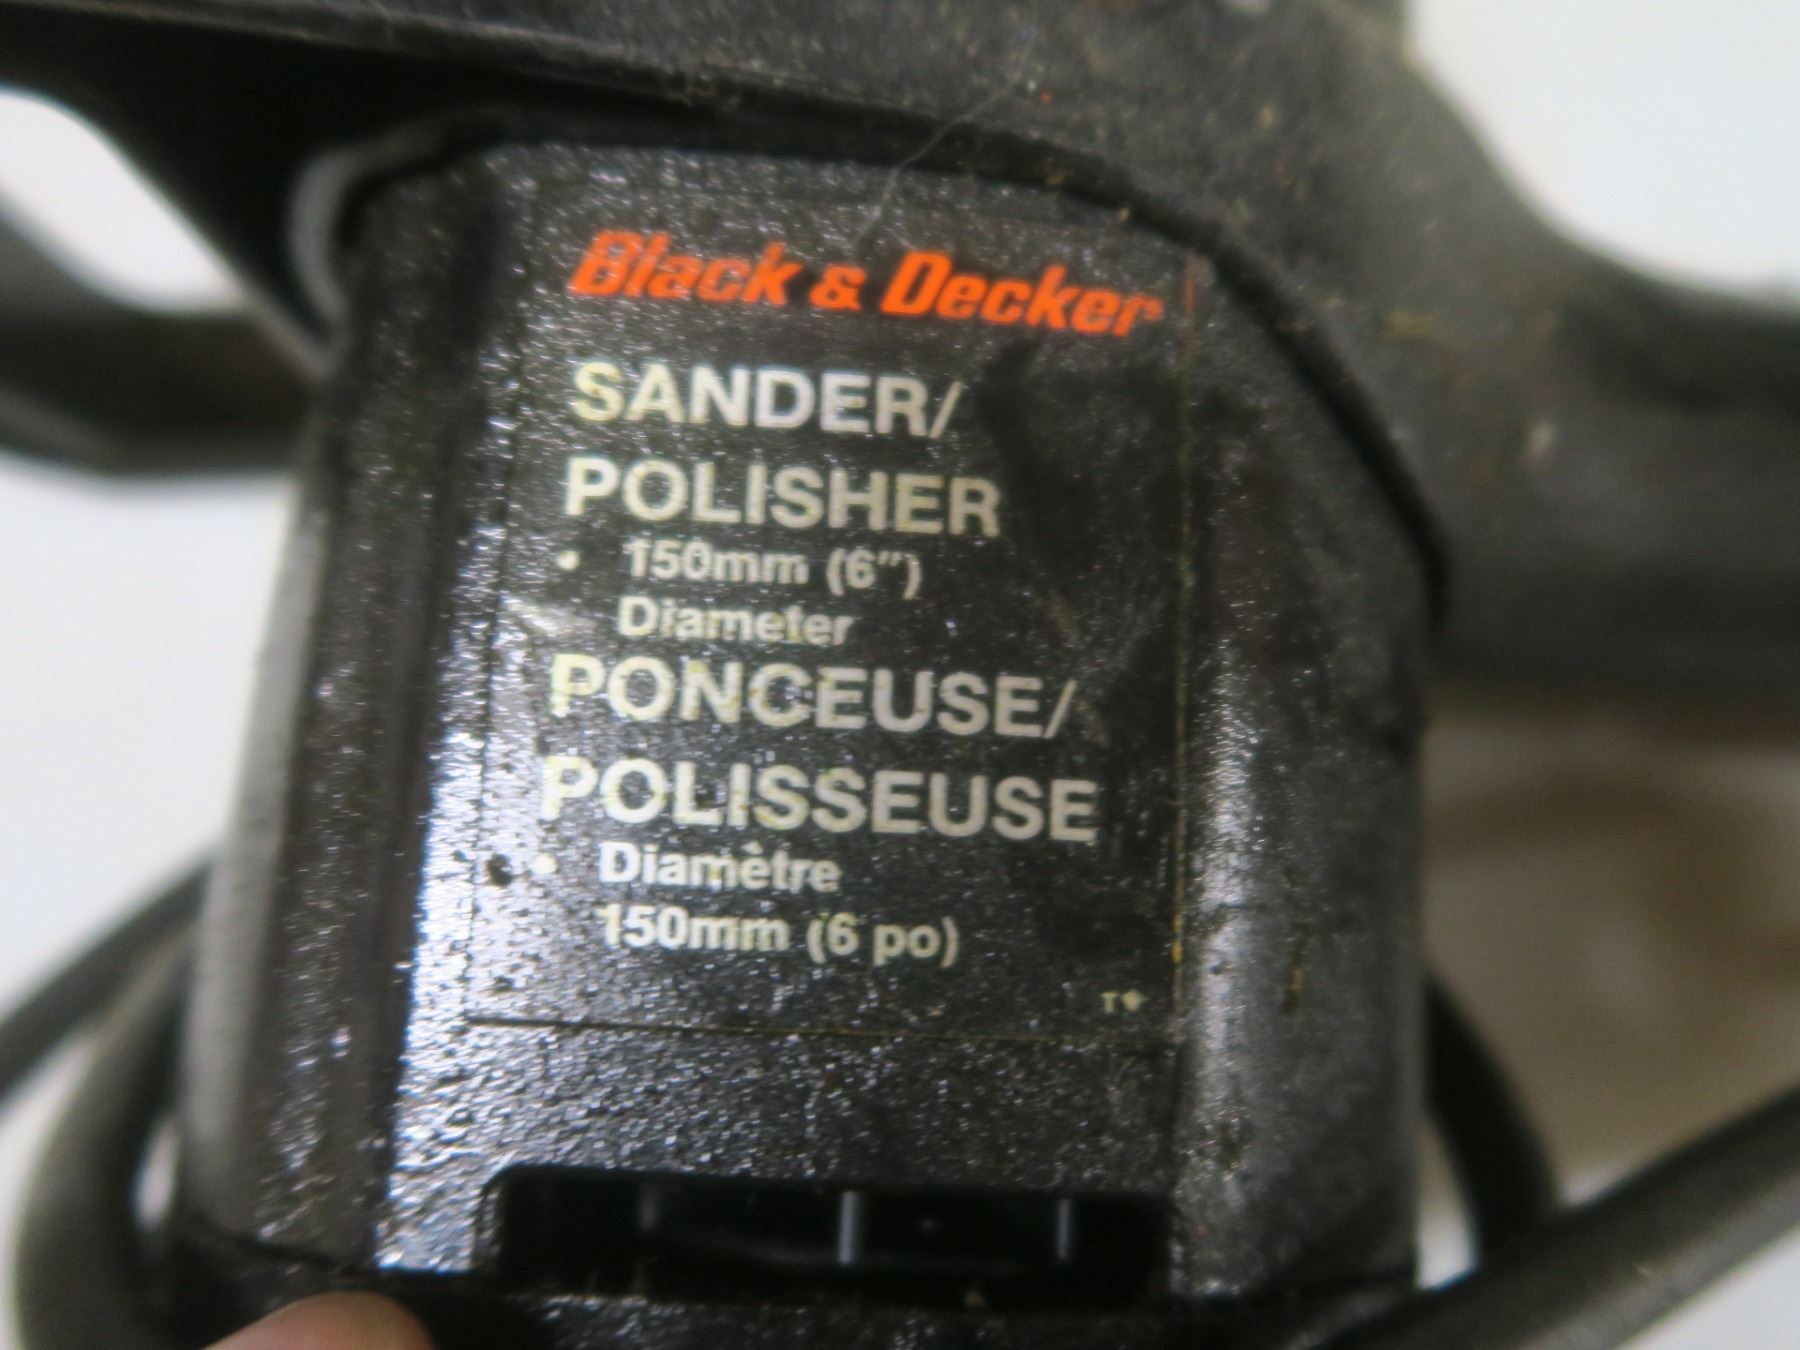 Black & Decker
SANDER/
POLISHER
• 150mm (6")
Diameter
PONCEUSE/
POLISSEUSE
• Diamètre
150mm (6 po)